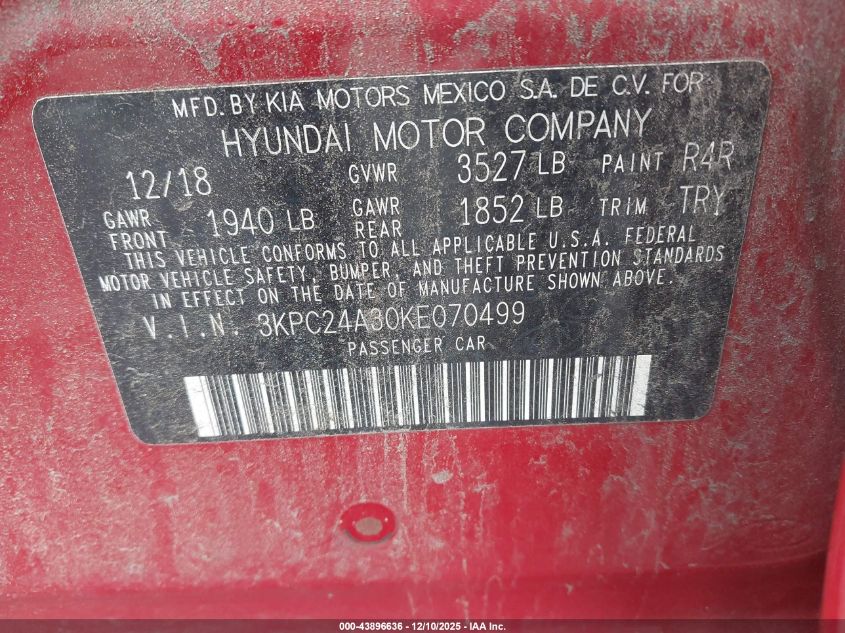 MFD. BY KIA MOTORS MEXICO S.A. DE C.V. FOR
HYUNDAI MOTOR COMPANY
12/18 GVWR 3527 LB PAINT R4R
GAWR FRONT 1940 LB GAWR REAR 1852 LB TRIM TRY
THIS VEHICLE CONFORMS TO ALL APPLICABLE U.S.A. FEDERAL
MOTOR VEHICLE SAFETY, BUMPER, AND THEFT PREVENTION STANDARDS
IN EFFECT ON THE DATE OF MANUFACTURE SHOWN ABOVE.
V.I.N. 3KPC24A30KE070499
PASSENGER CAR
000-43896636 - 12/10/2025 - IAA Inc.